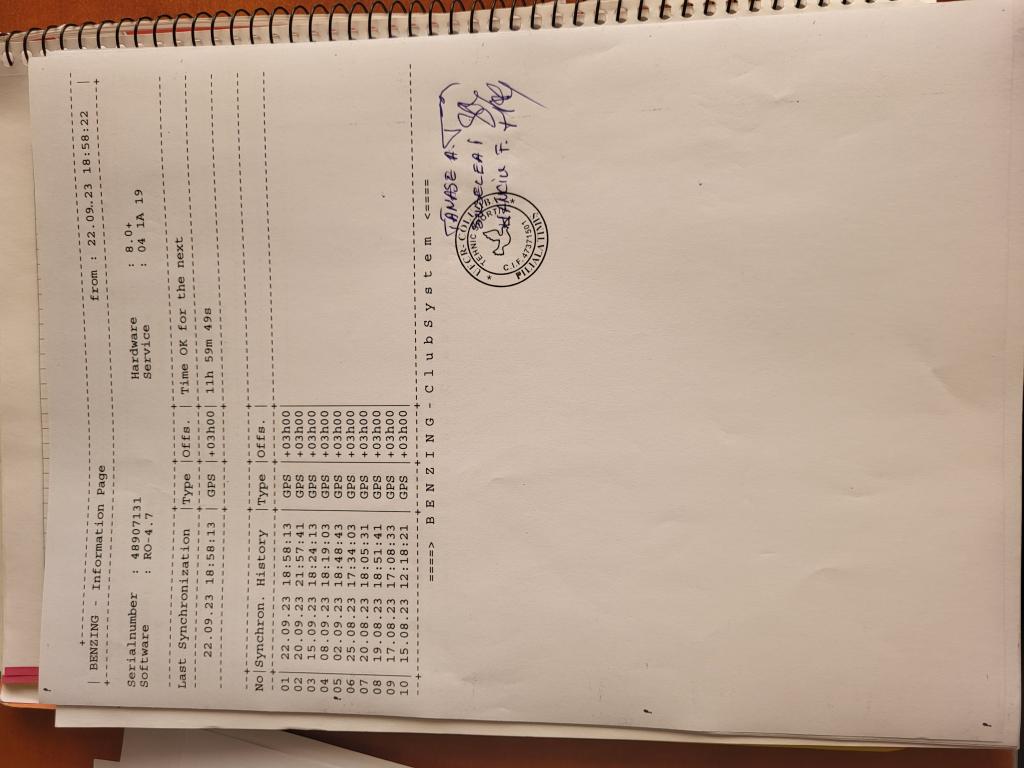 | BENZING - Information Page from : 22.09.23 18:58:22 |
Serialnumber : 48907131 Hardware : 8.0+
Software : RO-4.7 Service : 04 1A 19
Last Synchronization |Type |Offs. | Time OK for the next
22.09.23 18:58:13 | GPS |+03h00| 11h 59m 49s
No|Synchron. History |Type |Offs. |
01| 22.09.23 18:58:13 | GPS |+03h00|
02| 20.09.23 21:57:41 | GPS |+03h00|
03| 15.09.23 18:24:13 | GPS |+03h00|
04| 08.09.23 18:19:03 | GPS |+03h00|
05| 02.09.23 18:48:43 | GPS |+03h00|
06| 25.08.23 17:34:03 | GPS |+03h00|
07| 20.08.23 18:05:31 | GPS |+03h00|
08| 19.08.23 18:51:41 | GPS |+03h00|
09| 17.08.23 17:08:33 | GPS |+03h00|
10| 15.08.23 12:18:21 | GPS |+03h00|
====> B E N Z I N G - C l u b S y s t e m <====
TANASE A.
HANCIU F.
C.I.F. 47371501
FILIALA TIMIS